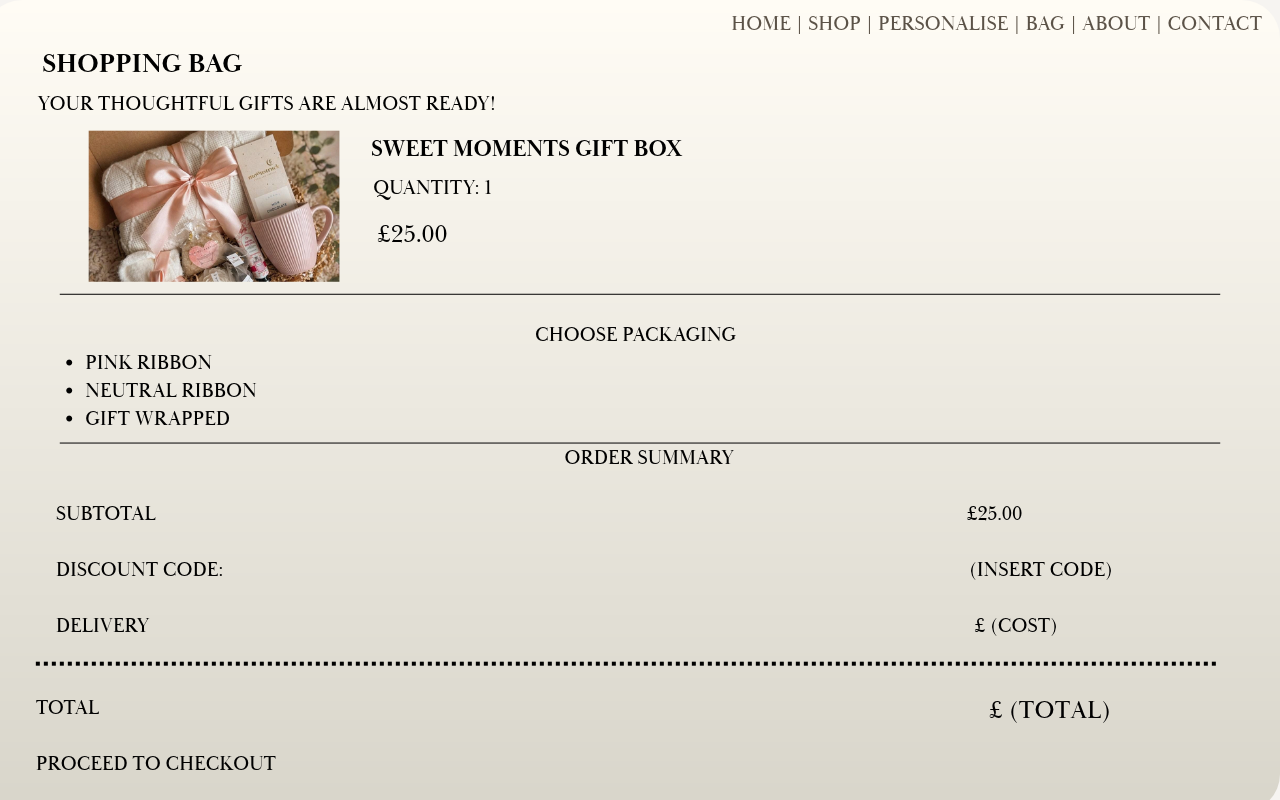 HOME | SHOP | PERSONALISE | BAG | ABOUT | CONTACT
SHOPPING BAG
YOUR THOUGHTFUL GIFTS ARE ALMOST READY!
SWEET MOMENTS GIFT BOX
QUANTITY: 1
£25.00
CHOOSE PACKAGING
• PINK RIBBON
• NEUTRAL RIBBON
• GIFT WRAPPED
ORDER SUMMARY
SUBTOTAL £25.00
DISCOUNT CODE: (INSERT CODE)
DELIVERY £ (COST)
TOTAL £ (TOTAL)
PROCEED TO CHECKOUT